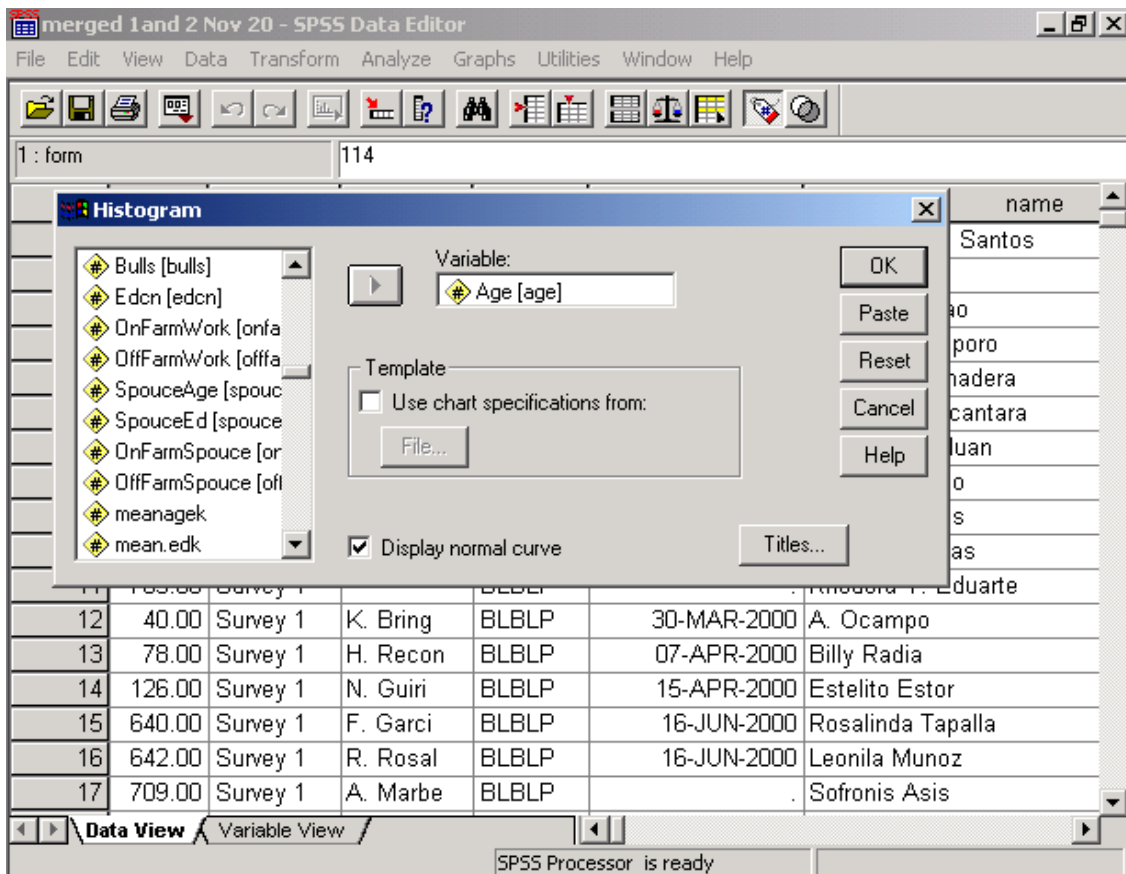 merged 1and 2 Nov 20 - SPSS Data Editor
File Edit View Data Transform Analyze Graphs Utilities Window Help
1 : form 114
name
Histogram
Santos
Bulls [bulls]
Edcn [edcn]
OnFarmWork [onfa
OffFarmWork [offfa
SpouceAge [spouc
SpouceEd [spouce
OnFarmSpouce [or
OffFarmSpouce [off
meanagek
mean.edk
Variable:
Age [age]
Template
Use chart specifications from:
File...
Display normal curve
Titles...
OK
Paste
Reset
Cancel
Help
ao
poro
nadera
cantara
luan
o
s
as
Eduarte
12 40.00 Survey 1 K. Bring BLBLP 30-MAR-2000 A. Ocampo
13 78.00 Survey 1 H. Recon BLBLP 07-APR-2000 Billy Radia
14 126.00 Survey 1 N. Guiri BLBLP 15-APR-2000 Estelito Estor
15 640.00 Survey 1 F. Garci BLBLP 16-JUN-2000 Rosalinda Tapalla
16 642.00 Survey 1 R. Rosal BLBLP 16-JUN-2000 Leonila Munoz
17 709.00 Survey 1 A. Marbe BLBLP . Sofronis Asis
Data View Variable View
SPSS Processor is ready